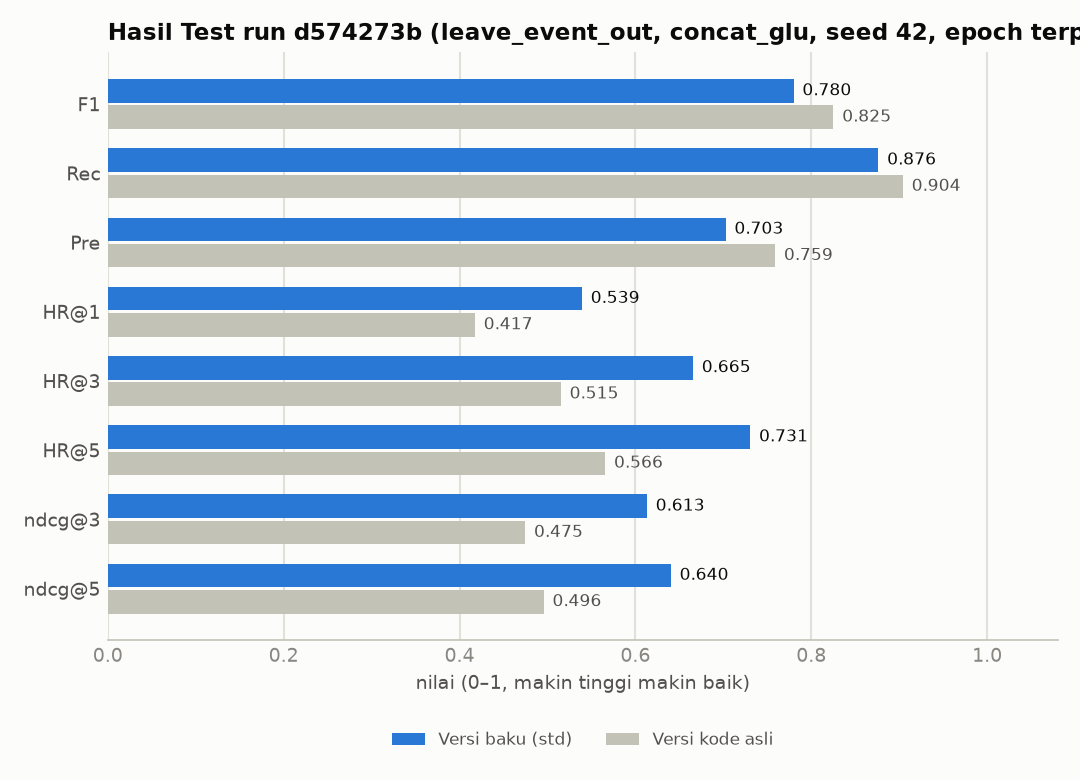 Hasil Test run d574273b (leave_event_out, concat_glu, seed 42, epoch terp
F1
0.780
0.825
Rec
0.876
0.904
Pre
0.703
0.759
HR@1
0.539
0.417
HR@3
0.665
0.515
HR@5
0.731
0.566
ndcg@3
0.613
0.475
ndcg@5
0.640
0.496
0.0 0.2 0.4 0.6 0.8 1.0
nilai (0–1, makin tinggi makin baik)
Versi baku (std) Versi kode asli